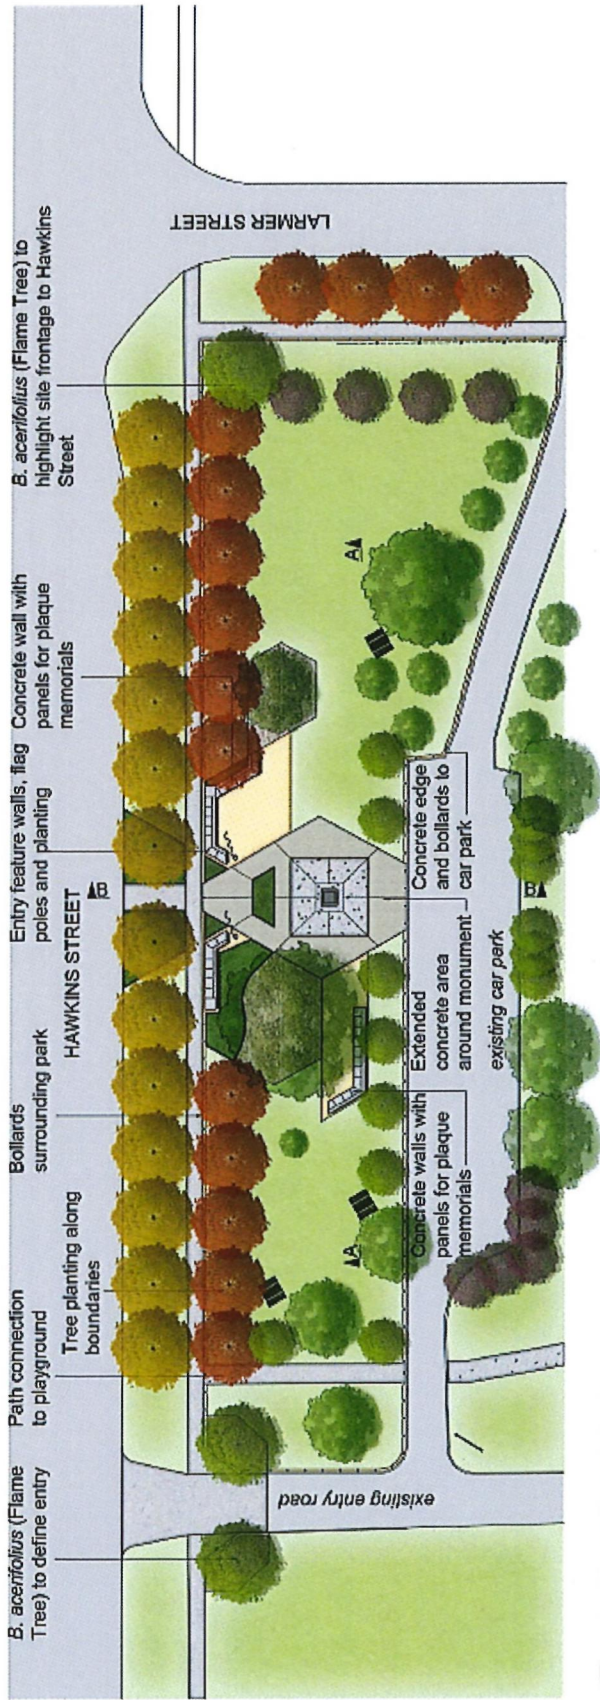 B. acerifolius (Flame
Tree) to define entry
Path connection
to playground
Tree planting along
boundaries
Bollards
surrounding park
HAWKINS STREET
B
Entry feature walls, flag
poles and planting
Concrete wall with
panels for plaque
memorials
B. acerifolius (Flame Tree) to
highlight site frontage to Hawkins
Street
LARMER STREET
A
A
existing entry road
Concrete walls with
panels for plaque
memorials
Extended
concrete area
around monument
Concrete edge
and bollards to
car park
existing car park
B